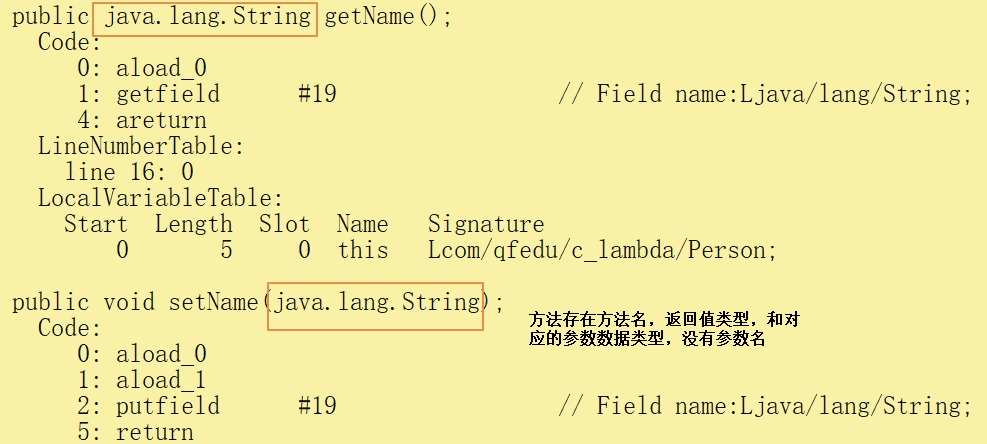 public java.lang.String getName();
Code:
0: aload_0
1: getfield #19 // Field name:Ljava/lang/String;
4: areturn
LineNumberTable:
line 16: 0
LocalVariableTable:
Start Length Slot Name Signature
0 5 0 this Lcom/qfedu/c_lambda/Person;
public void setName(java.lang.String);
方法存在方法名，返回值类型，和对
应的参数数据类型，没有参数名
Code:
0: aload_0
1: aload_1
2: putfield #19 // Field name:Ljava/lang/String;
5: return